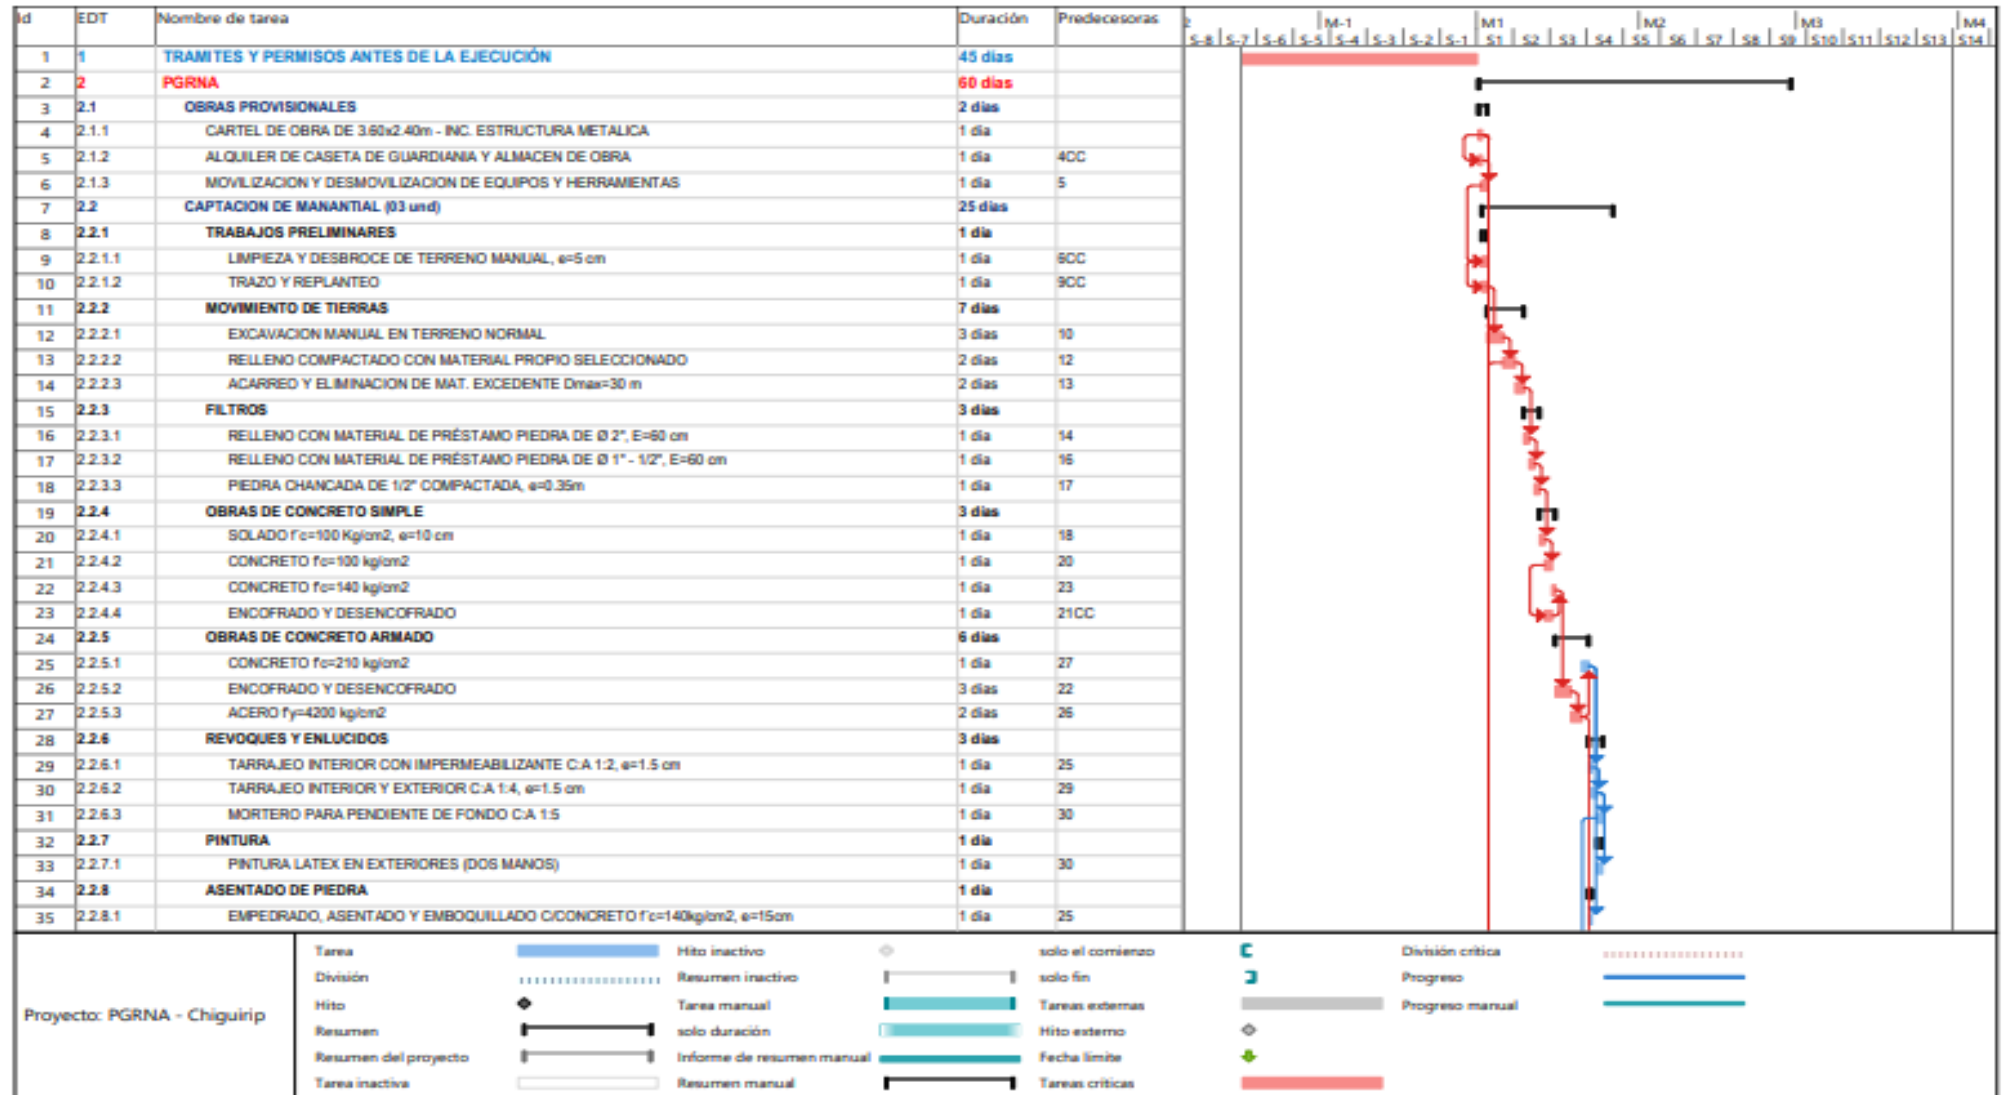 Id EDT Nombre de tarea Duración Predecesoras
2 M-1 M1 M2 M3 M4
S-8 S-7 S-6 S-5 S-4 S-3 S-2 S-1 S1 S2 S3 S4 S5 S6 S7 S8 S9 S10 S11 S12 S13 S14
1 1 TRAMITES Y PERMISOS ANTES DE LA EJECUCIÓN 45 días
2 2 PGRNA 60 días
3 2.1 OBRAS PROVISIONALES 2 días
4 2.1.1 CARTEL DE OBRA DE 3.60x2.40m - INC. ESTRUCTURA METALICA 1 día
5 2.1.2 ALQUILER DE CASETA DE GUARDIANIA Y ALMACEN DE OBRA 1 día 4CC
6 2.1.3 MOVILIZACION Y DESMOVILIZACION DE EQUIPOS Y HERRAMIENTAS 1 día 5
7 2.2 CAPTACION DE MANANTIAL (03 und) 25 días
8 2.2.1 TRABAJOS PRELIMINARES 1 día
9 2.2.1.1 LIMPIEZA Y DESBROCE DE TERRENO MANUAL, e=5 cm 1 día 6CC
10 2.2.1.2 TRAZO Y REPLANTEO 1 día 9CC
11 2.2.2 MOVIMIENTO DE TIERRAS 7 días
12 2.2.2.1 EXCAVACION MANUAL EN TERRENO NORMAL 3 días 10
13 2.2.2.2 RELLENO COMPACTADO CON MATERIAL PROPIO SELECCIONADO 2 días 12
14 2.2.2.3 ACARREO Y ELIMINACION DE MAT. EXCEDENTE Dmax=30 m 2 días 13
15 2.2.3 FILTROS 3 días
16 2.2.3.1 RELLENO CON MATERIAL DE PRÉSTAMO PIEDRA DE Ø 2", E=60 cm 1 día 14
17 2.2.3.2 RELLENO CON MATERIAL DE PRÉSTAMO PIEDRA DE Ø 1" - 1/2", E=60 cm 1 día 16
18 2.2.3.3 PIEDRA CHANCADA DE 1/2" COMPACTADA, e=0.35m 1 día 17
19 2.2.4 OBRAS DE CONCRETO SIMPLE 3 días
20 2.2.4.1 SOLADO f'c=100 Kg/cm2, e=10 cm 1 día 18
21 2.2.4.2 CONCRETO f'c=100 kg/cm2 1 día 20
22 2.2.4.3 CONCRETO f'c=140 kg/cm2 1 día 23
23 2.2.4.4 ENCOFRADO Y DESENCOFRADO 1 día 21CC
24 2.2.5 OBRAS DE CONCRETO ARMADO 6 días
25 2.2.5.1 CONCRETO f'c=210 kg/cm2 1 día 27
26 2.2.5.2 ENCOFRADO Y DESENCOFRADO 3 días 22
27 2.2.5.3 ACERO f'y=4200 kg/cm2 2 días 26
28 2.2.6 REVOQUES Y ENLUCIDOS 3 días
29 2.2.6.1 TARRAJEO INTERIOR CON IMPERMEABILIZANTE C:A 1:2, e=1.5 cm 1 día 25
30 2.2.6.2 TARRAJEO INTERIOR Y EXTERIOR C:A 1:4, e=1.5 cm 1 día 29
31 2.2.6.3 MORTERO PARA PENDIENTE DE FONDO C:A 1:5 1 día 30
32 2.2.7 PINTURA 1 día
33 2.2.7.1 PINTURA LATEX EN EXTERIORES (DOS MANOS) 1 día 30
34 2.2.8 ASENTADO DE PIEDRA 1 día
35 2.2.8.1 EMPEDRADO, ASENTADO Y EMBOQUILLADO C/CONCRETO f'c=140kg/cm2, e=15cm 1 día 25
Proyecto: PGRNA - Chiguirip
Tarea Hito inactivo solo el comienzo División crítica
División Resumen inactivo solo fin Progreso
Hito Tarea manual Tareas externas Progreso manual
Resumen solo duración Hito externo
Resumen del proyecto Informe de resumen manual Fecha límite
Tarea inactiva Resumen manual Tareas críticas